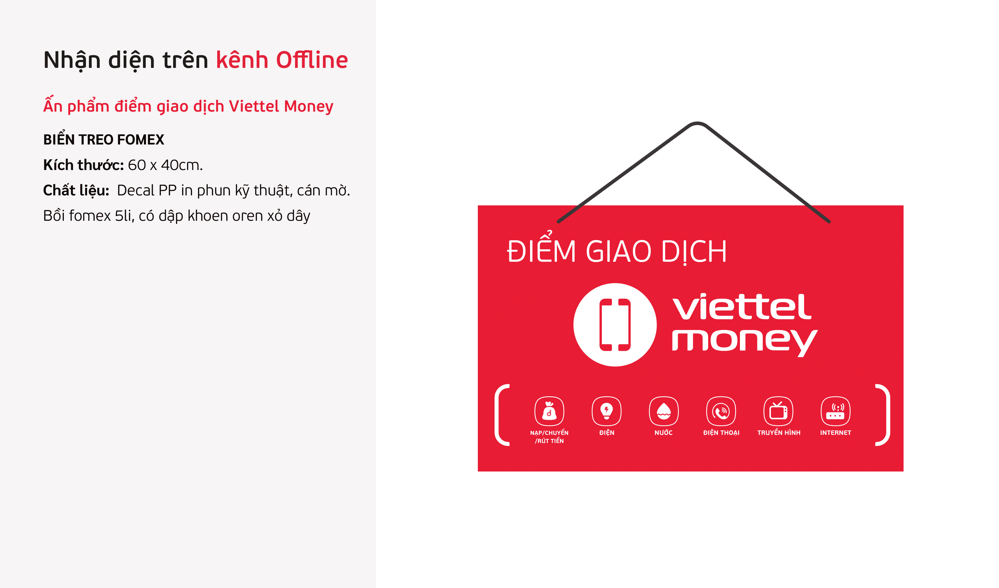 Nhận diện trên kênh Offline
Ấn phẩm điểm giao dịch Viettel Money
BIỂN TREO FOMEX
Kích thước: 60 x 40cm.
Chất liệu: Decal PP in phun kỹ thuật, cán mờ.
Bồi fomex 5li, có dập khoen oren xỏ dây
ĐIỂM GIAO DỊCH
viettel
money
NẠP/CHUYỂN
/RÚT TIỀN
ĐIỆN
NƯỚC
ĐIỆN THOẠI
TRUYỀN HÌNH
INTERNET